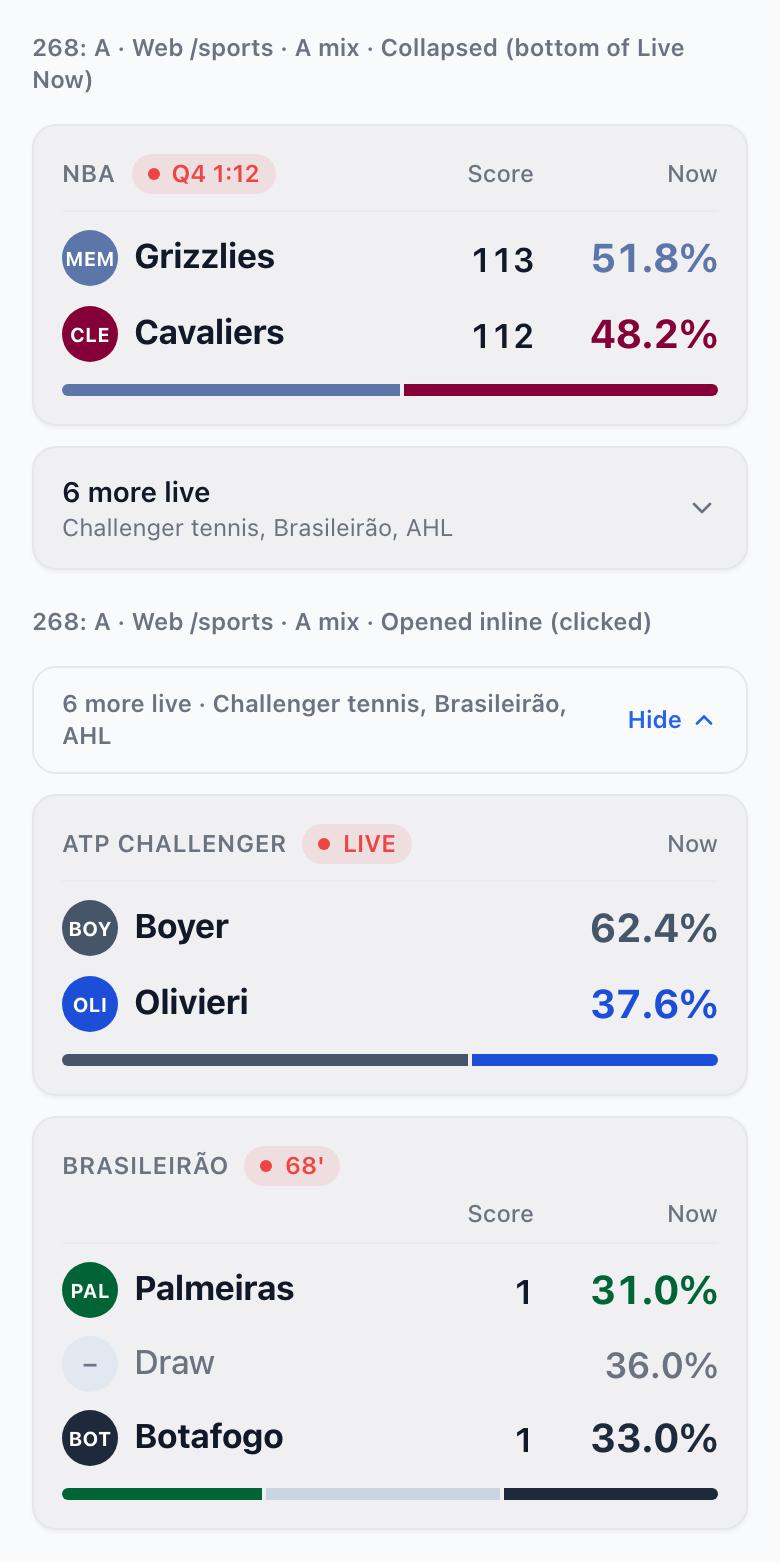 268: A · Web /sports · A mix · Collapsed (bottom of Live
Now)
NBA Q4 1:12 Score Now
MEM Grizzlies 113 51.8%
CLE Cavaliers 112 48.2%
6 more live
Challenger tennis, Brasileirão, AHL
268: A · Web /sports · A mix · Opened inline (clicked)
6 more live · Challenger tennis, Brasileirão,
AHL
Hide
ATP CHALLENGER LIVE Now
BOY Boyer 62.4%
OLI Olivieri 37.6%
BRASILEIRÃO 68'
Score Now
PAL Palmeiras 1 31.0%
– Draw 36.0%
BOT Botafogo 1 33.0%